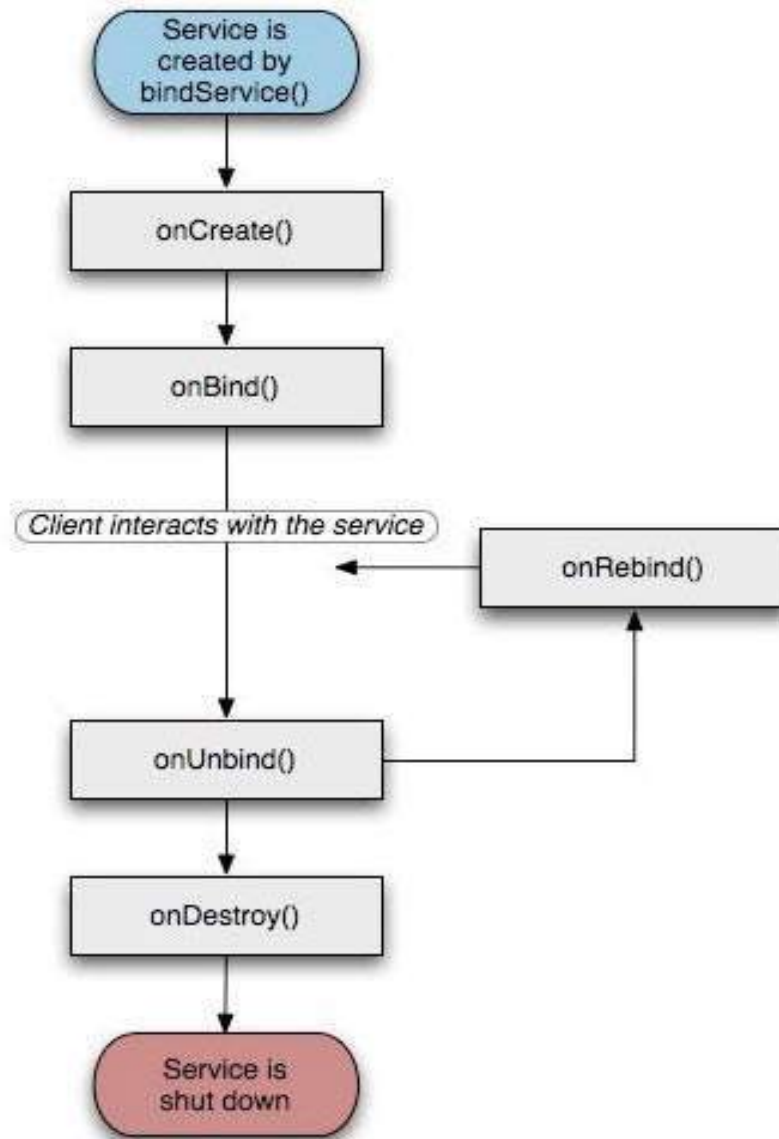 Service is
created by
bindService()
onCreate()
onBind()
Client interacts with the service
onRebind()
onUnbind()
onDestroy()
Service is
shut down